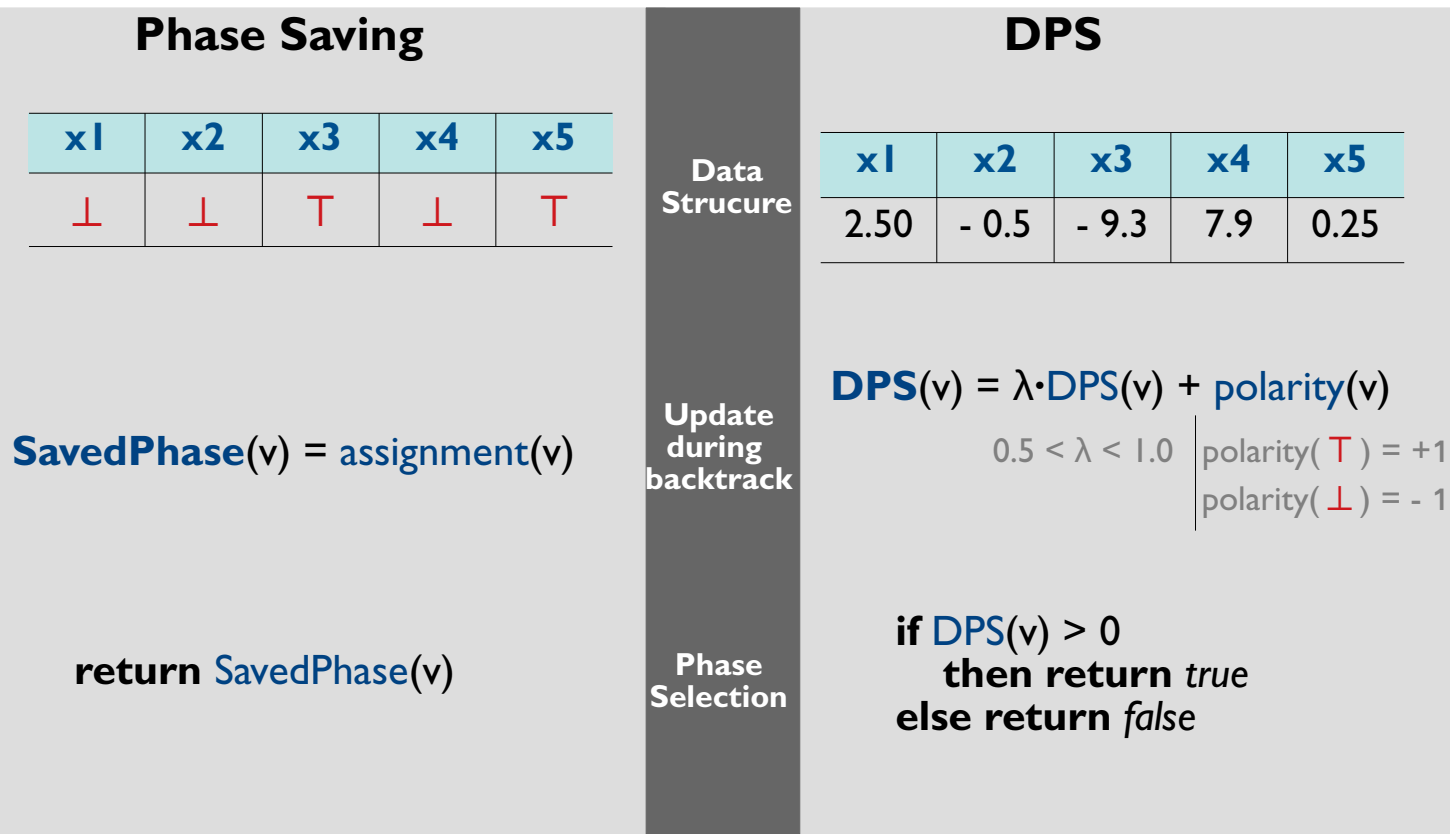 Phase Saving
x1 x2 x3 x4 x5
⊥ ⊥ ⊤ ⊥ ⊤
SavedPhase(v) = assignment(v)
return SavedPhase(v)
Data
Strucure
Update
during
backtrack
Phase
Selection
DPS
x1 x2 x3 x4 x5
2.50 - 0.5 - 9.3 7.9 0.25
DPS(v) = λ·DPS(v) + polarity(v)
0.5 < λ < 1.0 polarity( ⊤ ) = +1
polarity( ⊥ ) = - 1
if DPS(v) > 0
then return true
else return false